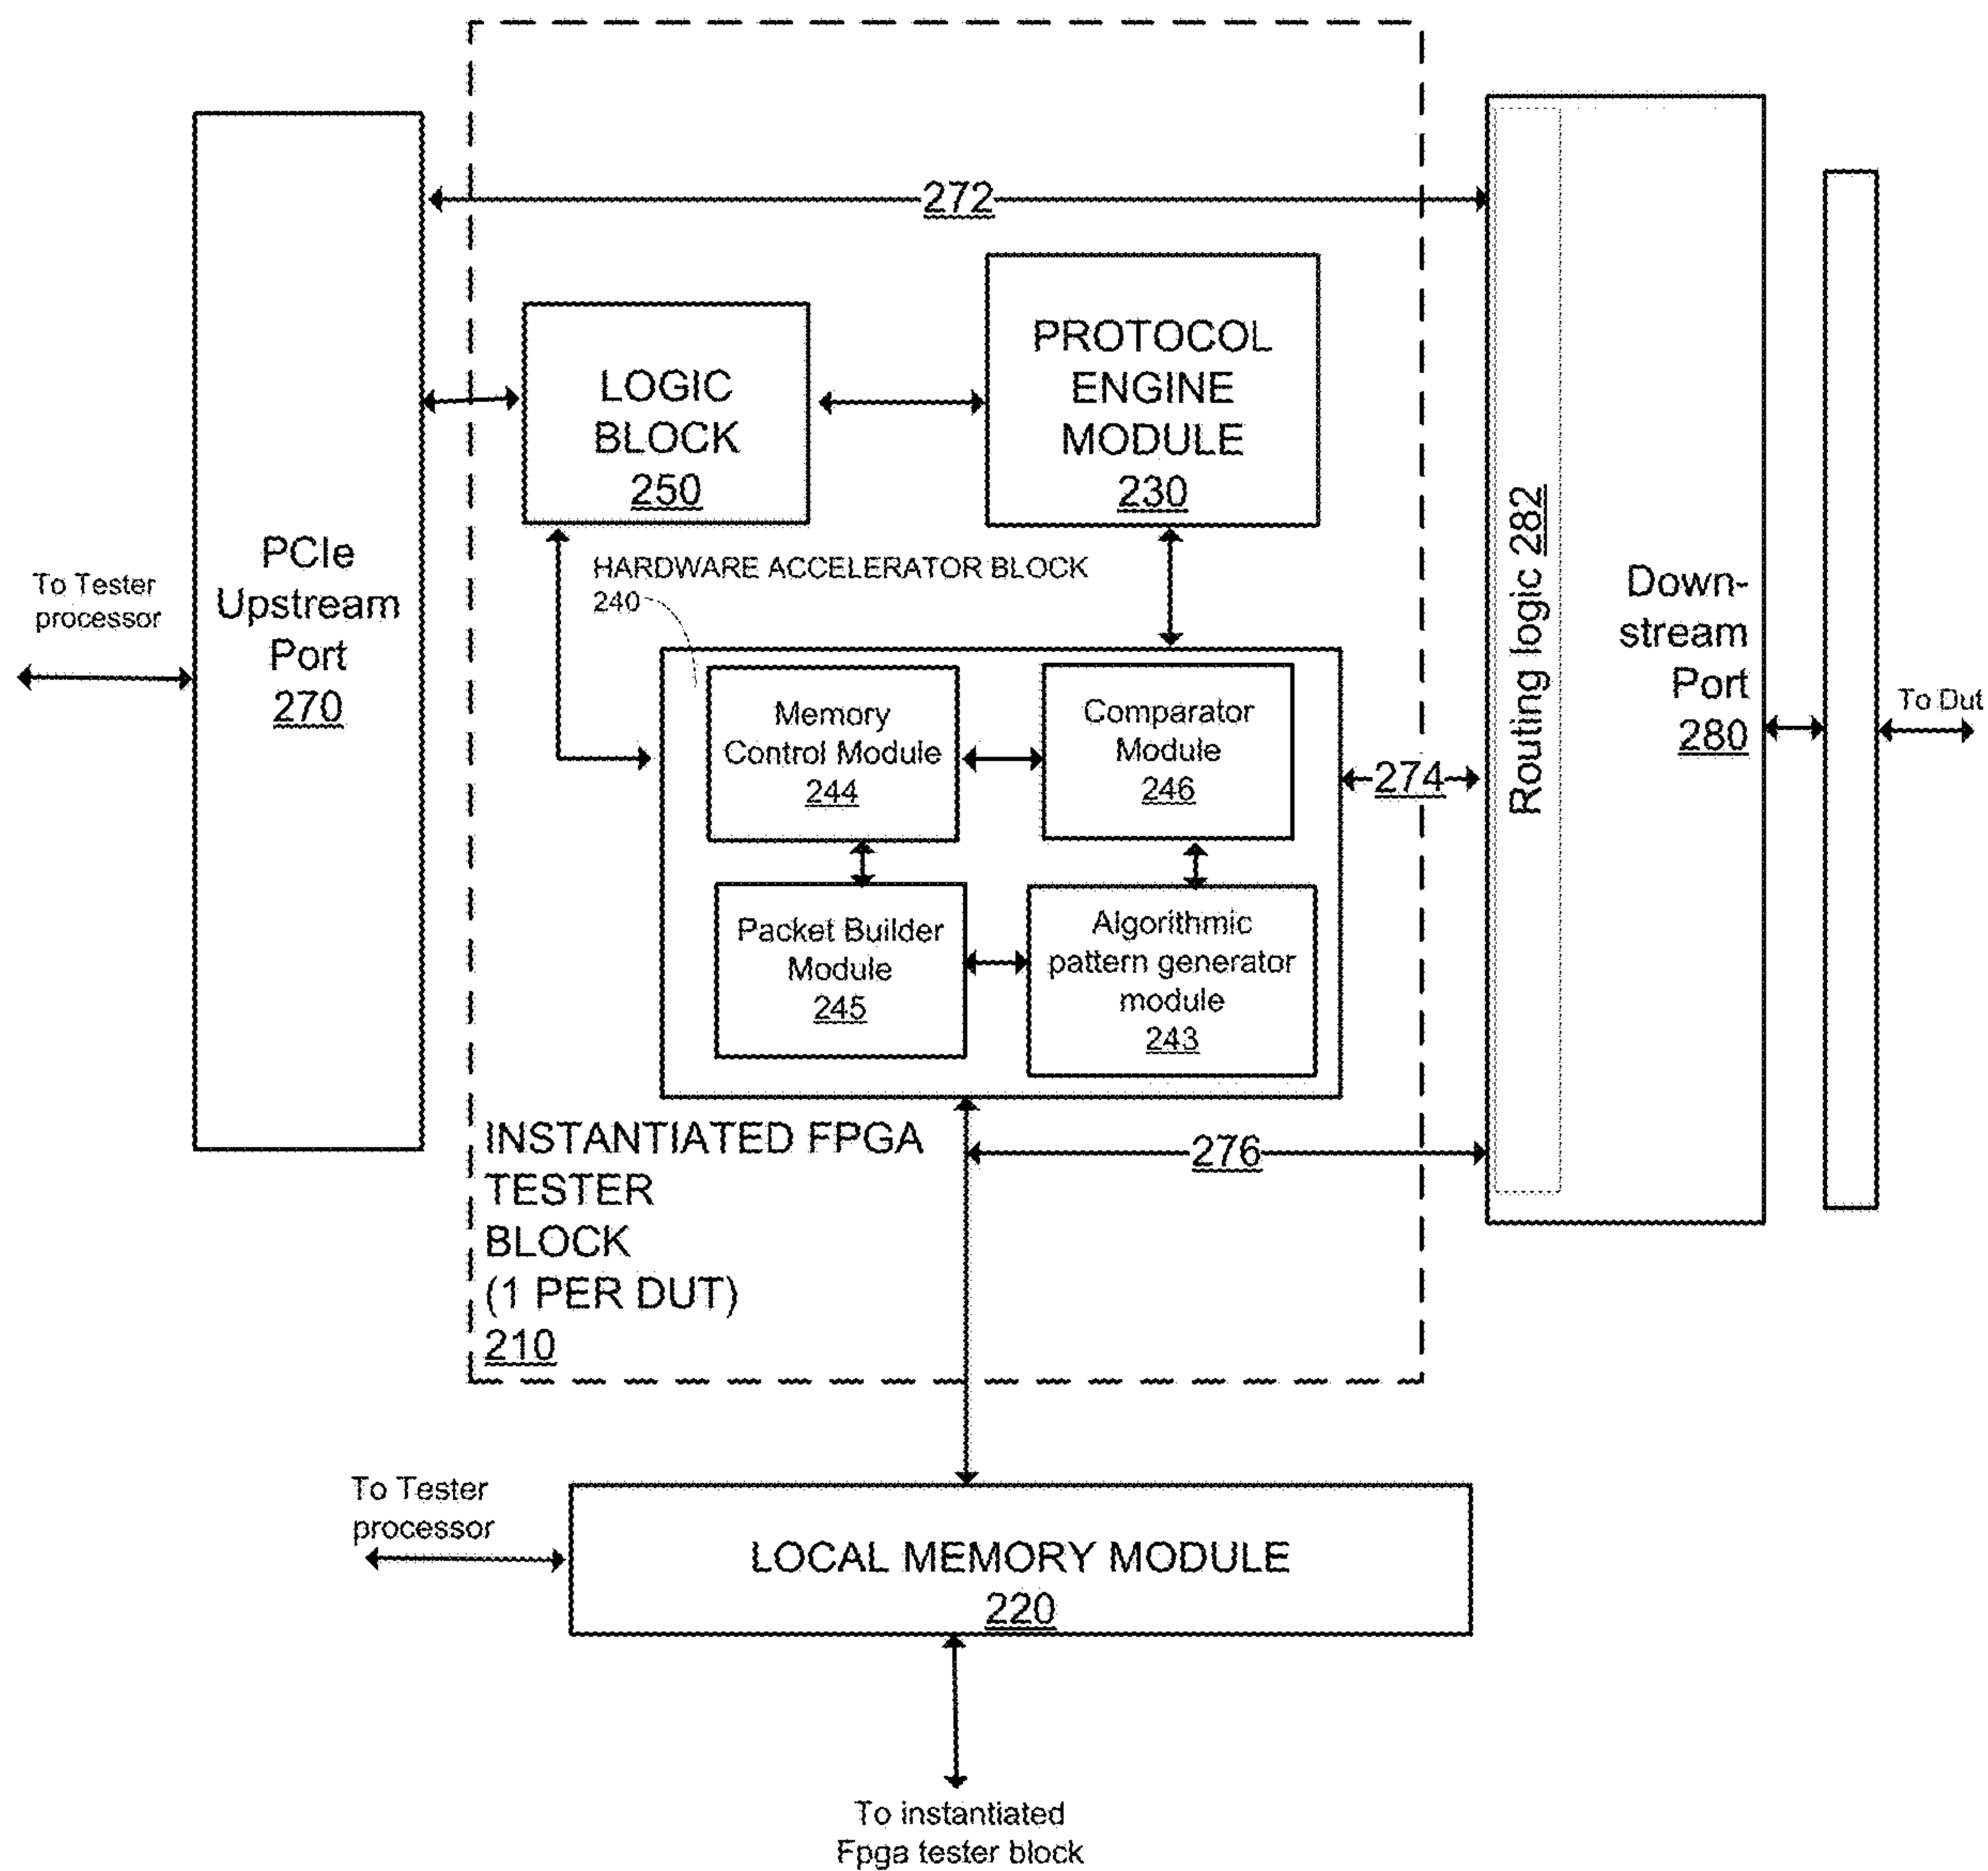 272
PROTOCOL
ENGINE
MODULE
230
LOGIC
BLOCK
250
HARDWARE ACCELERATOR BLOCK
240
PCIe
Upstream
Port
270
To Tester
processor
Memory
Control Module
244
Comparator
Module
246
Packet Builder
Module
245
Algorithmic
pattern generator
module
243
274
276
Routing logic 282
Down-
stream
Port
280
To Dut
INSTANTIATED FPGA
TESTER
BLOCK
(1 PER DUT)
210
To Tester
processor
LOCAL MEMORY MODULE
220
To instantiated
Fpga tester block